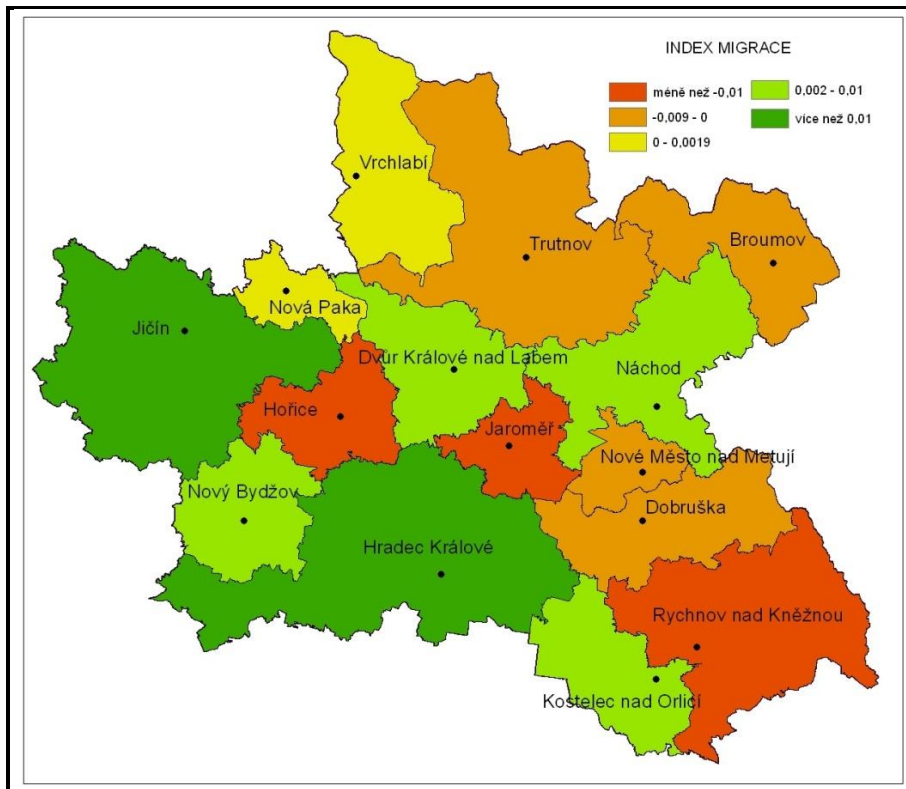 INDEX MIGRACE
méně než -0,01
-0,009 - 0
0 - 0,0019
0,002 - 0,01
více než 0,01
Vrchlabí
Trutnov
Broumov
Nová Paka
Jičín
Dvůr Králové nad Labem
Náchod
Hořice
Jaroměř
Nové Město nad Metují
Nový Bydžov
Dobruška
Hradec Králové
Rychnov nad Kněžnou
Kostelec nad Orlicí